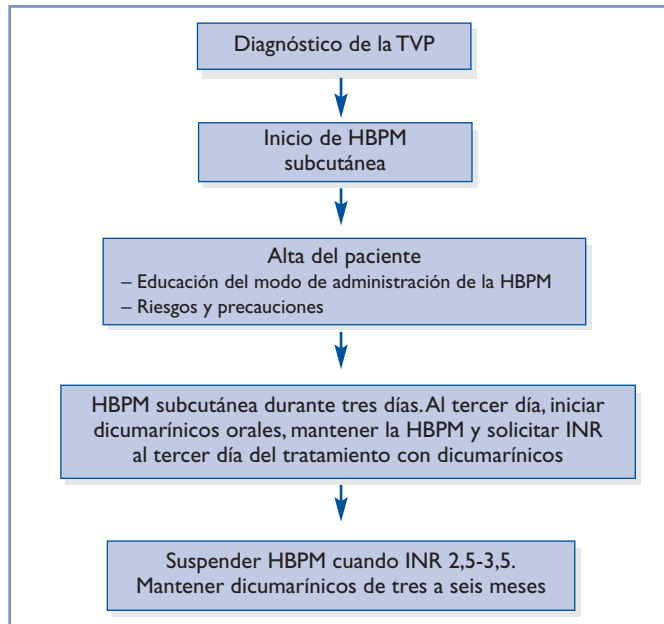 Diagnóstico de la TVP
Inicio de HBPM
subcutánea
Alta del paciente
– Educación del modo de administración de la HBPM
– Riesgos y precauciones
HBPM subcutánea durante tres días. Al tercer día, iniciar
dicumarínicos orales, mantener la HBPM y solicitar INR
al tercer día del tratamiento con dicumarínicos
Suspender HBPM cuando INR 2,5-3,5.
Mantener dicumarínicos de tres a seis meses